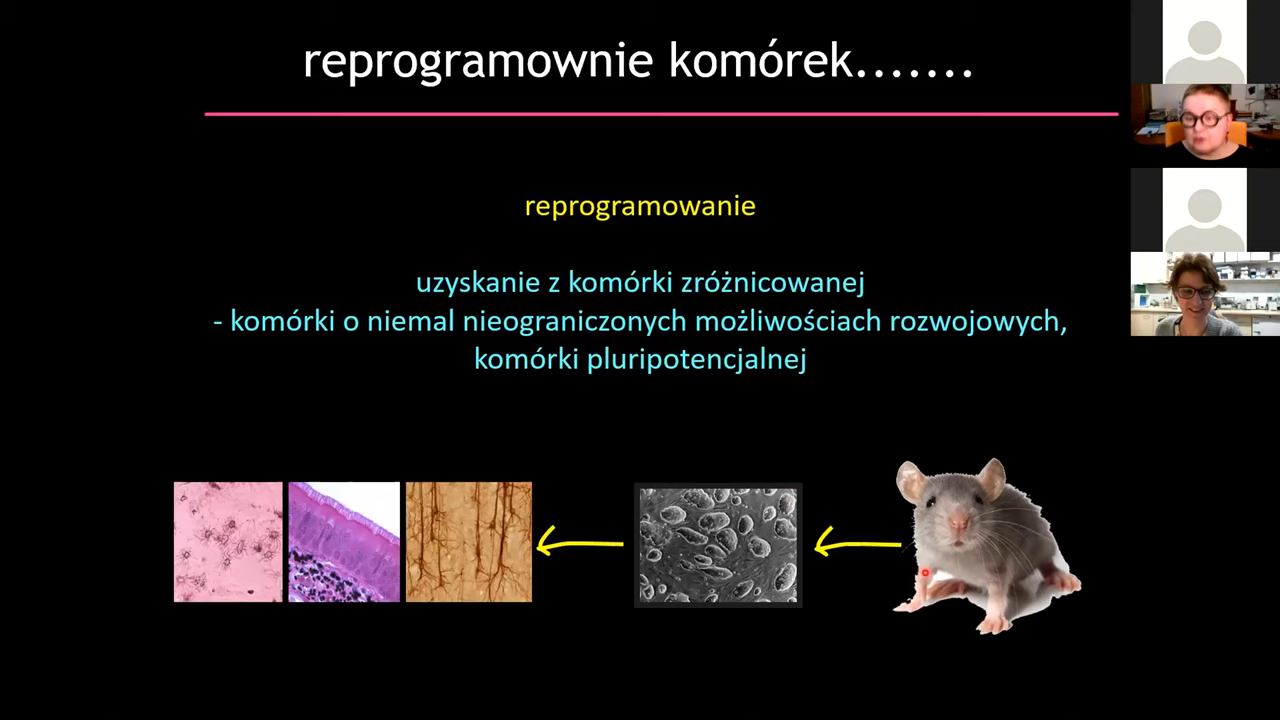 reprogramownie komórek.......
reprogramowanie
uzyskanie z komórki zróżnicowanej
- komórki o niemal nieograniczonych możliwościach rozwojowych,
komórki pluripotencjalnej